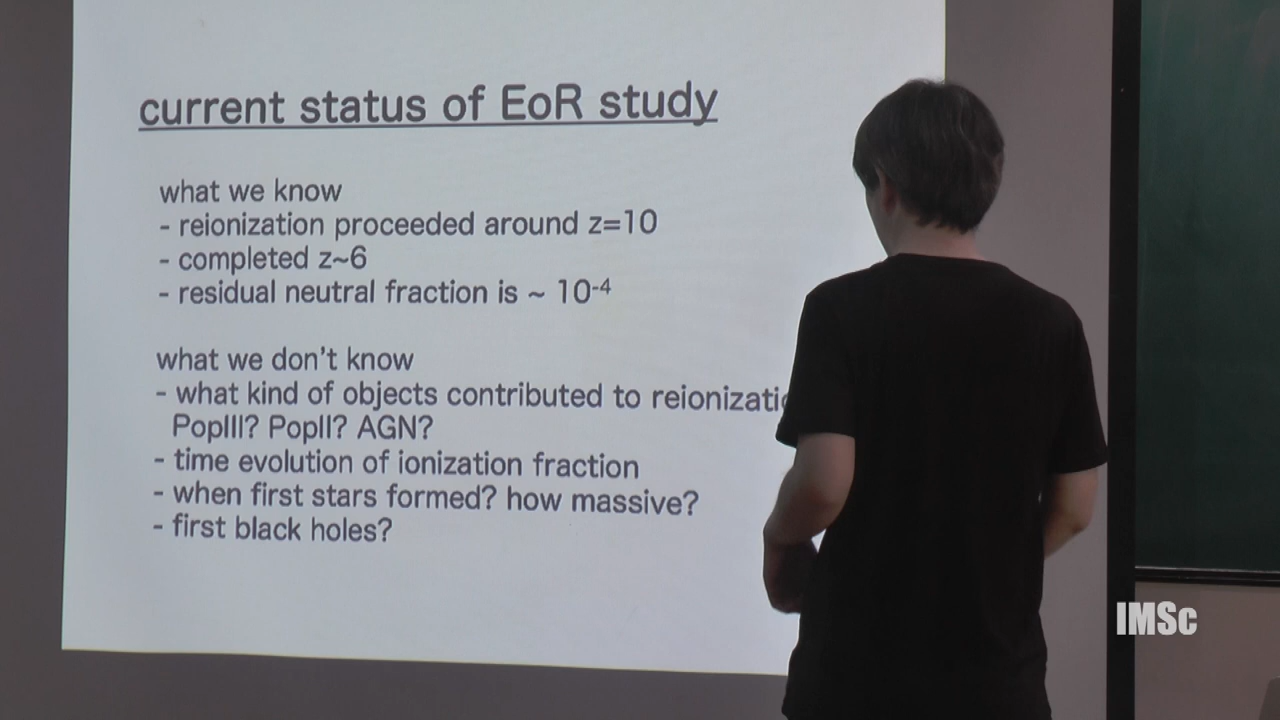 current status of EoR study
what we know
- reionization proceeded around z=10
- completed z~6
- residual neutral fraction is ~ 10-4
what we don't know
- what kind of objects contributed to
PopIII? PopII? AGN?
- time evolution of ionization fraction
- when first stars formed? how massive?
- first black holes?
IMSc